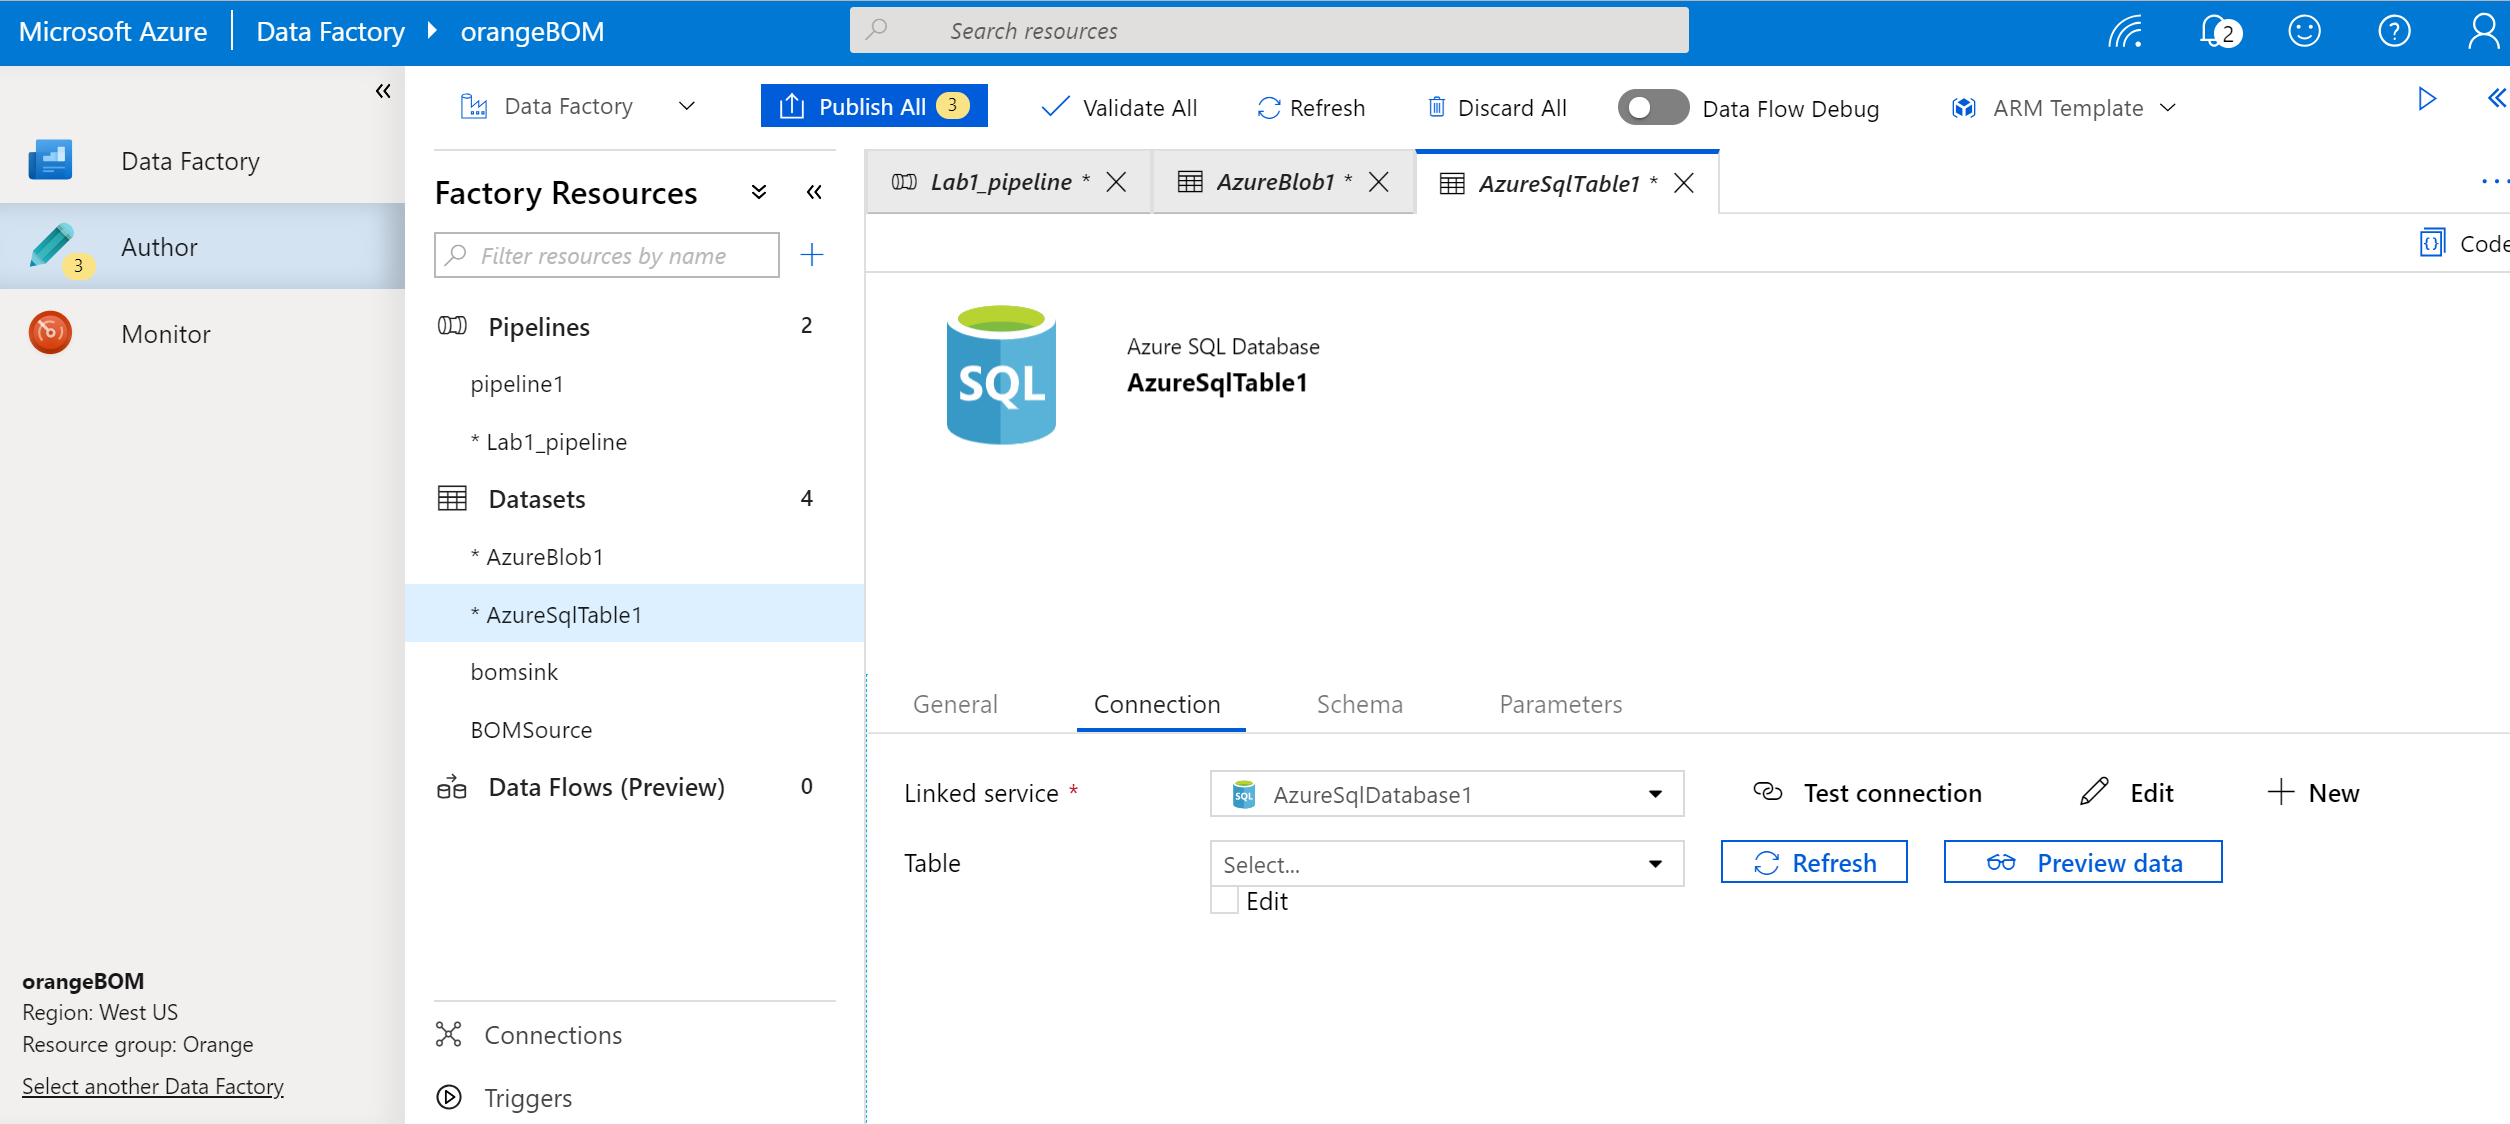 Microsoft Azure
Data Factory
orangeBOM
Search resources
2
Data Factory
Author
3
Monitor
orangeBOM
Region: West US
Resource group: Orange
Select another Data Factory
Data Factory
Publish All 3
Validate All
Refresh
Discard All
Data Flow Debug
ARM Template
Factory Resources
Filter resources by name
Pipelines 2
pipeline1
* Lab1_pipeline
Datasets 4
* AzureBlob1
* AzureSqlTable1
bomsink
BOMSource
Data Flows (Preview) 0
Connections
Triggers
Lab1_pipeline *
AzureBlob1 *
AzureSqlTable1 *
Code
SQL
Azure SQL Database
AzureSqlTable1
General
Connection
Schema
Parameters
Linked service *
SQL AzureSqlDatabase1
Test connection
Edit
New
Table
Select...
Refresh
Preview data
Edit